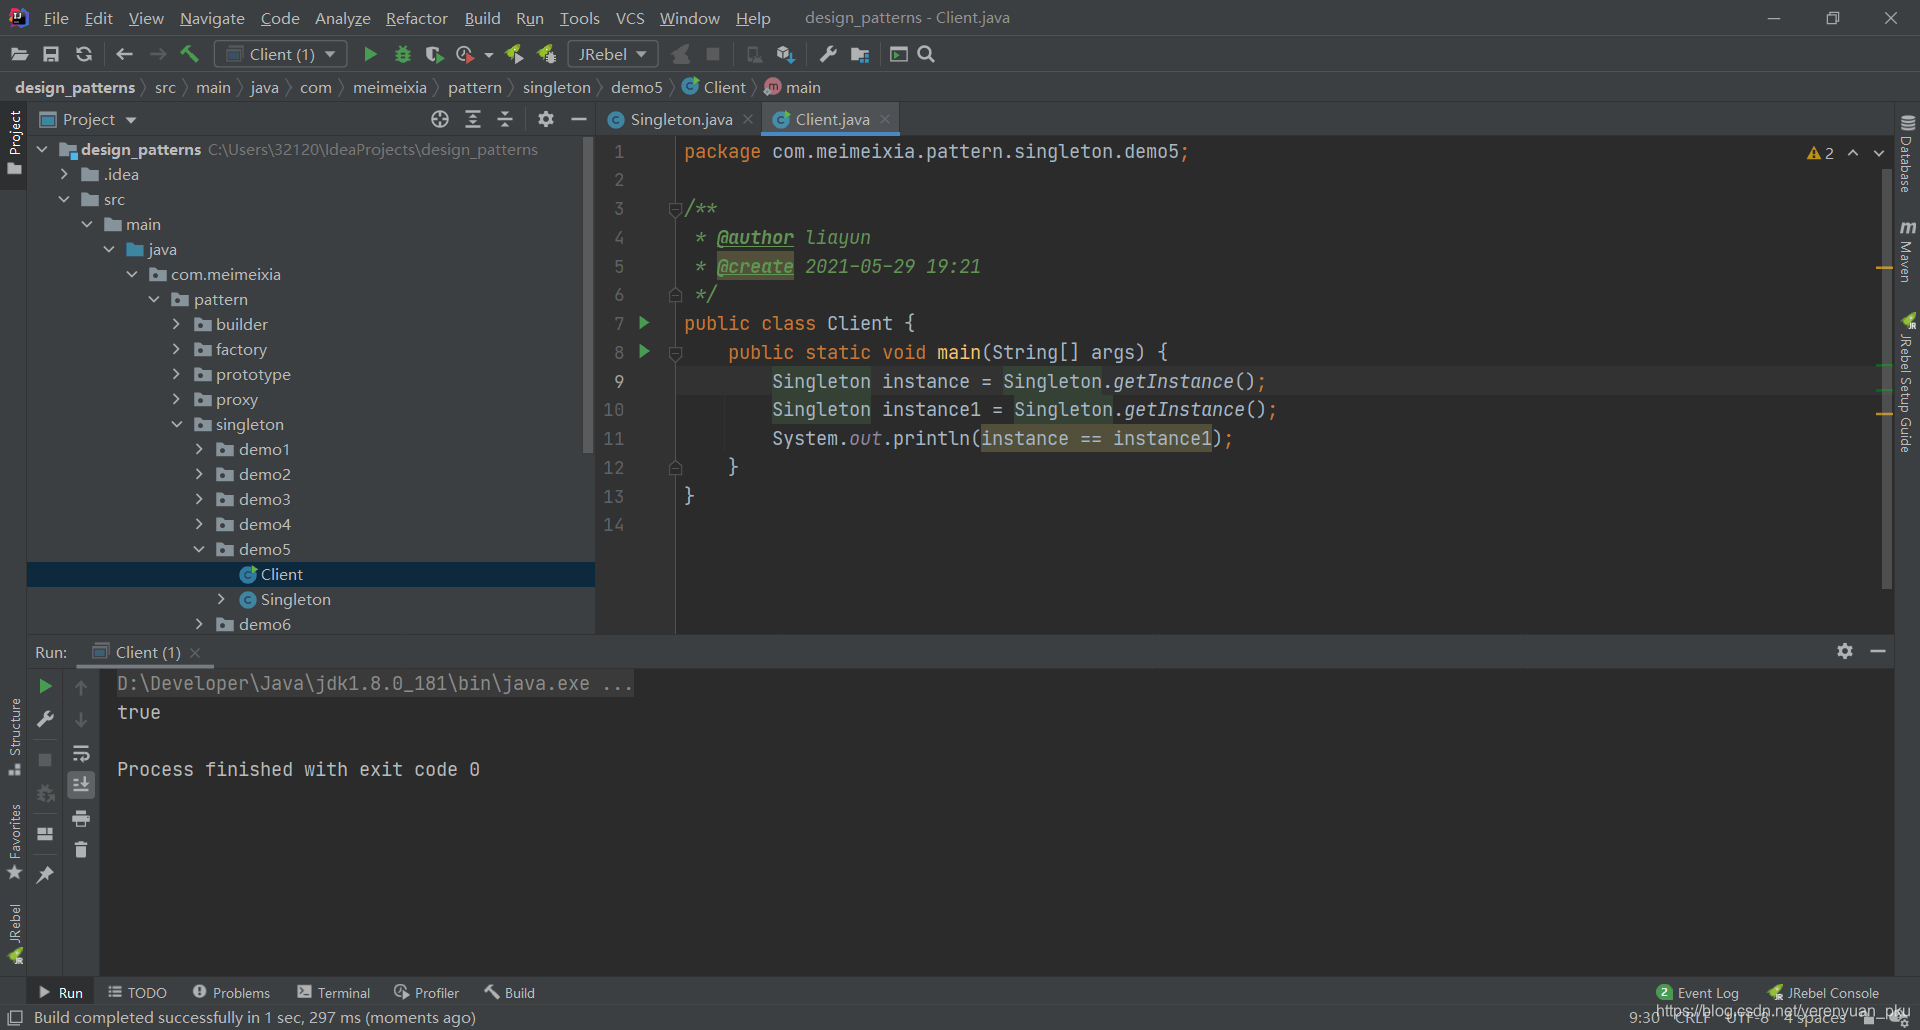 File Edit View Navigate Code Analyze Refactor Build Run Tools VCS Window Help design_patterns - Client.java
Client (1) JRebel
design_patterns src main java com meimeixia pattern singleton demo5 Client main
Project
Project
Singleton.java Client.java
design_patterns C:\Users\32120\IdeaProjects\design_patterns
.idea
src
main
java
com.meimeixia
pattern
builder
factory
prototype
proxy
singleton
demo1
demo2
demo3
demo4
demo5
Client
Singleton
demo6
1 package com.meimeixia.pattern.singleton.demo5;
2
3 /**
4 * @author liayun
5 * @create 2021-05-29 19:21
6 */
7 public class Client {
8 public static void main(String[] args) {
9 Singleton instance = Singleton.getInstance();
10 Singleton instance1 = Singleton.getInstance();
11 System.out.println(instance == instance1);
12 }
13 }
14
2
Database
Maven
JRebel Setup Guide
Run: Client (1)
D:\Developer\Java\jdk1.8.0_181\bin\java.exe ...
true
Process finished with exit code 0
Structure
Favorites
JRebel
Run TODO Problems Terminal Profiler Build 2 Event Log JRebel Console
Build completed successfully in 1 sec, 297 ms (moments ago) 9:30 CRLF UTF-8 4 spaces
https://blog.csdn.net/yerenyuan_pku